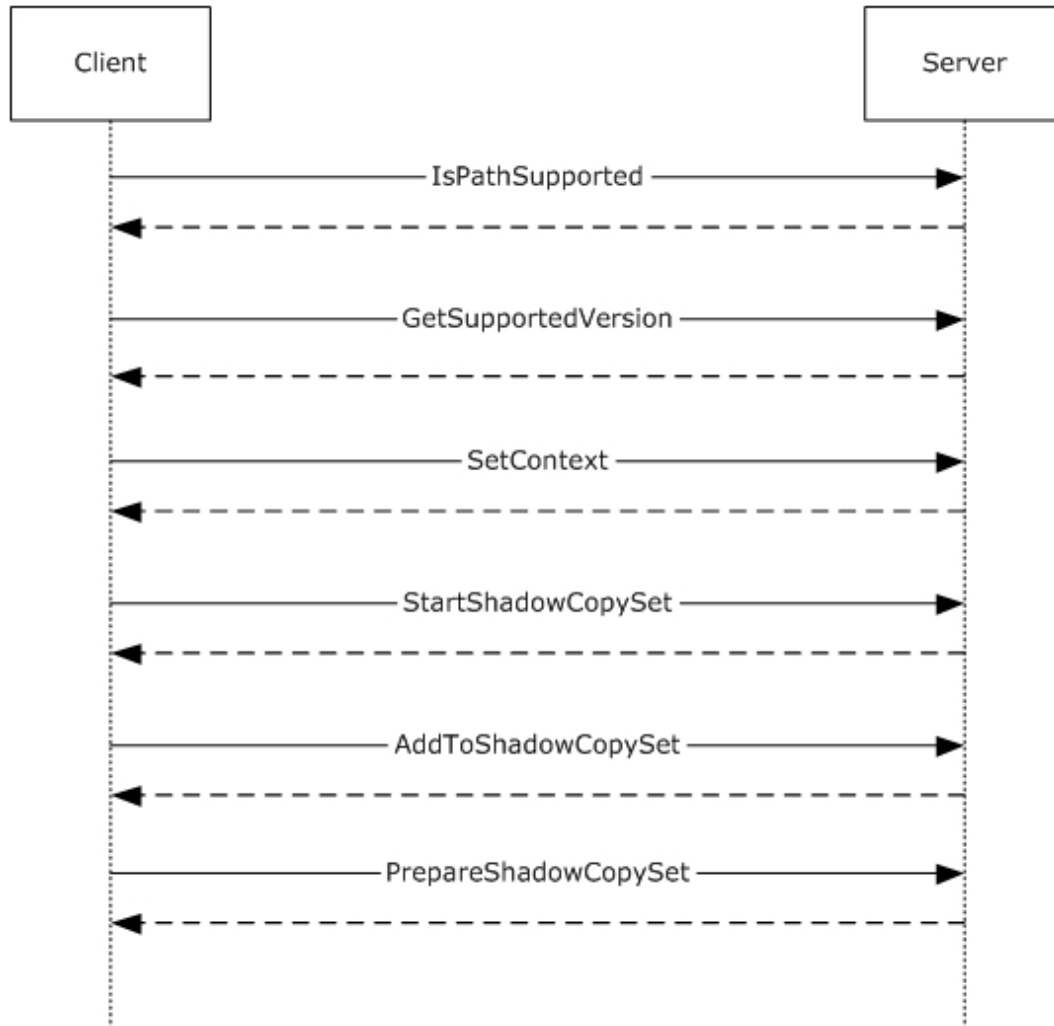 Client
Server
IsPathSupported
GetSupportedVersion
SetContext
StartShadowCopySet
AddToShadowCopySet
PrepareShadowCopySet